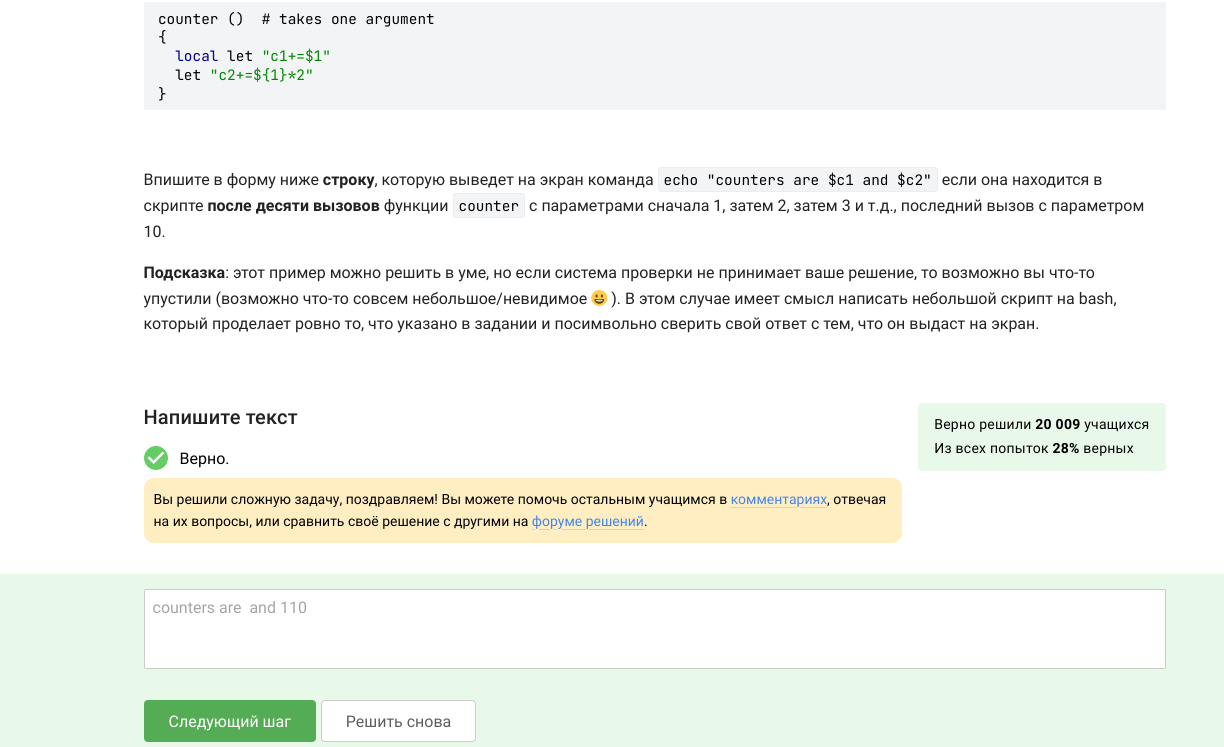 counter ()  # takes one argument
{
  local let "c1+=$1"
  let "c2+=${1}*2"
}
Впишите в форму ниже строку, которую выведет на экран команда echo "counters are $c1 and $c2" если она находится в
скрипте после десяти вызовов функции counter с параметрами сначала 1, затем 2, затем 3 и т.д., последний вызов с параметром
10.
Подсказка: этот пример можно решить в уме, но если система проверки не принимает ваше решение, то возможно вы что-то
упустили (возможно что-то совсем небольшое/невидимое 😀 ). В этом случае имеет смысл написать небольшой скрипт на bash,
который проделает ровно то, что указано в задании и посимвольно сверить свой ответ с тем, что он выдаст на экран.
Напишите текст
Верно решили 20 009 учащихся
Из всех попыток 28% верных
Верно.
Вы решили сложную задачу, поздравляем! Вы можете помочь остальным учащимся в комментариях, отвечая
на их вопросы, или сравнить своё решение с другими на форуме решений.
counters are  and 110
Следующий шаг
Решить снова